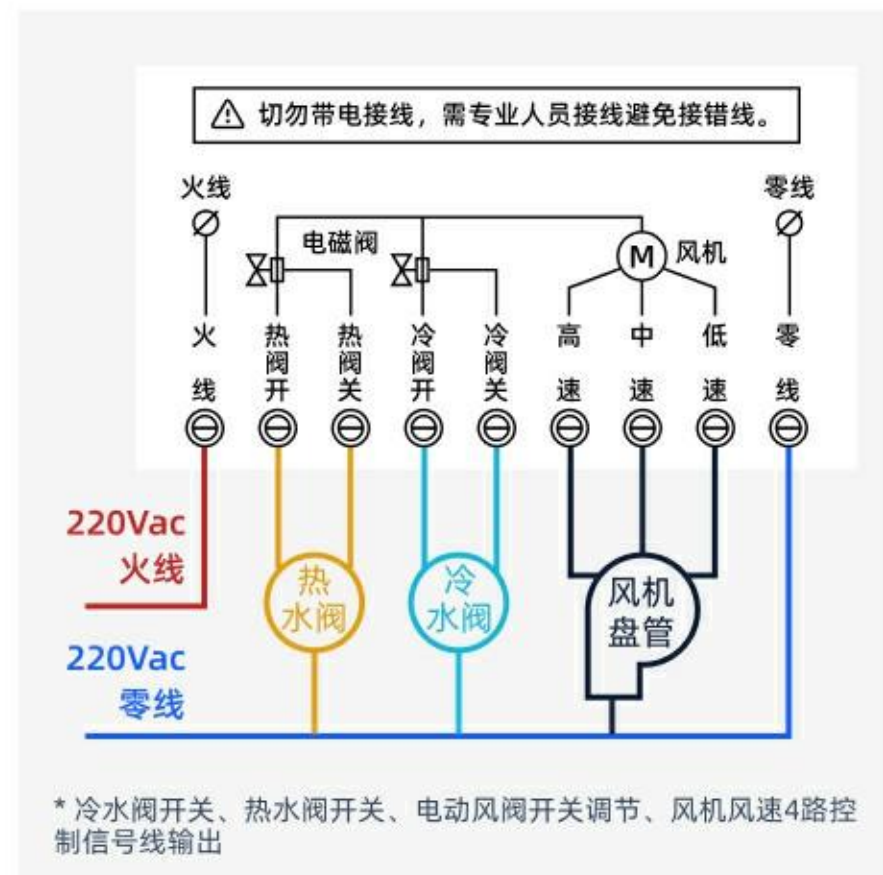 切勿带电接线，需专业人员接线避免接错线。
火线
零线
电磁阀
M
风机
火线
热阀开
热阀关
冷阀开
冷阀关
高速
中速
低速
零线
220Vac
火线
热
水阀
冷
水阀
风机
盘管
220Vac
零线
* 冷水阀开关、热水阀开关、电动风阀开关调节、风机风速4路控
制信号线输出